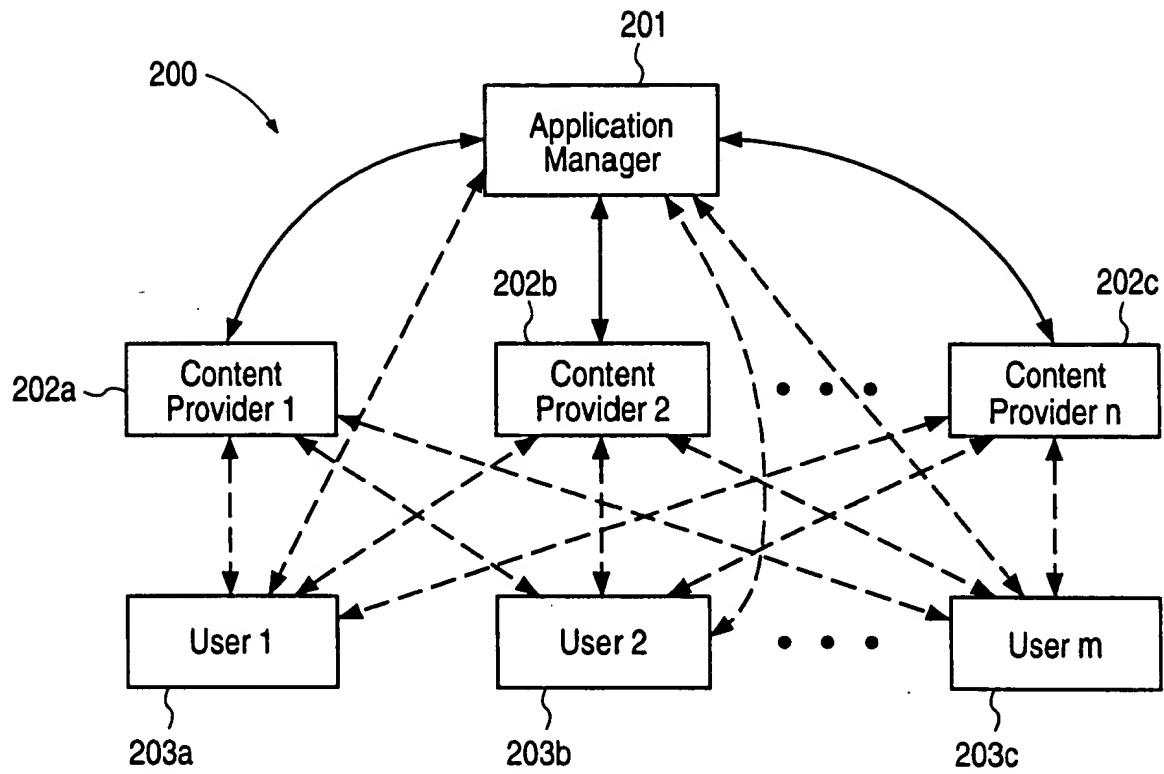 201
200
Application
Manager
202b
202c
202a
Content
Provider 1
Content
Provider 2
• • •
Content
Provider n
User 1
User 2
• • •
User m
203a
203b
203c